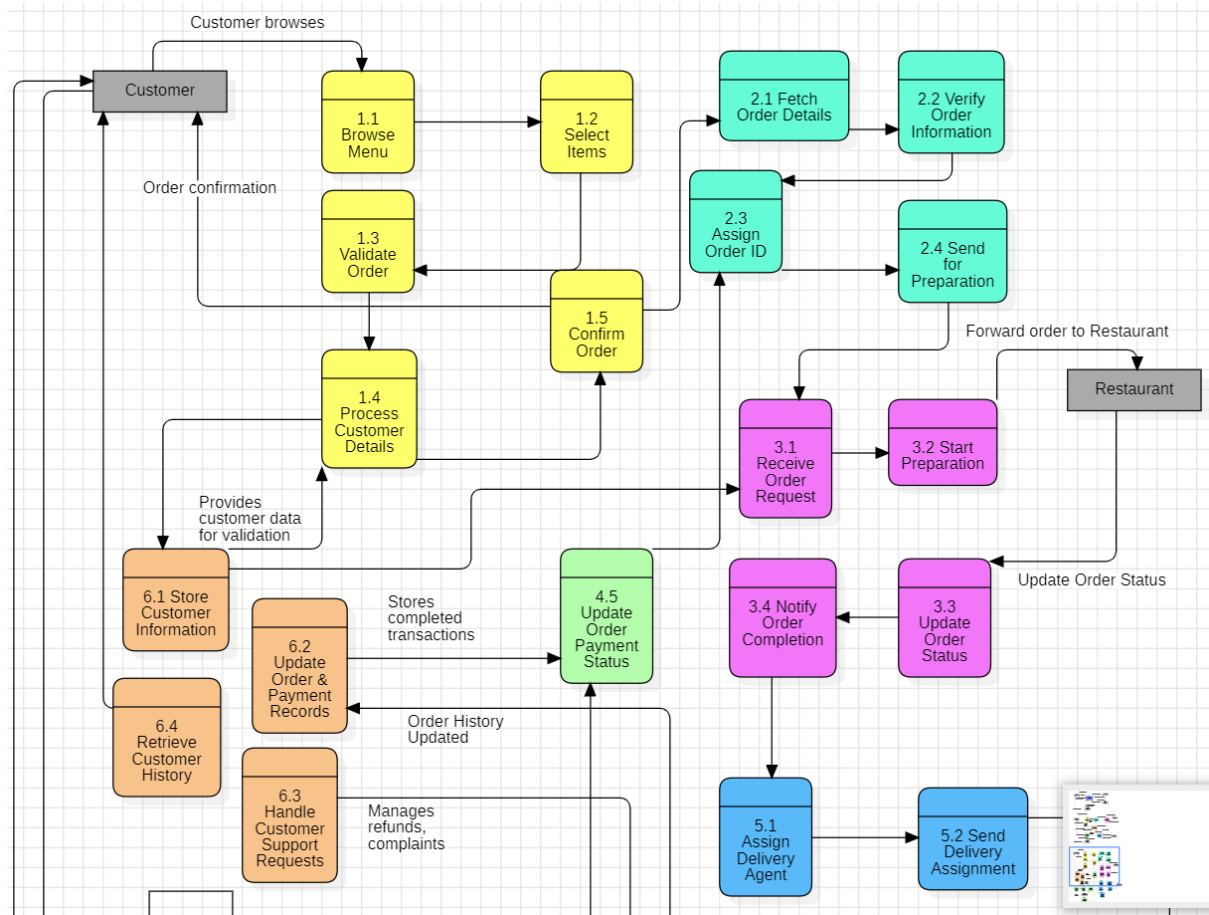 Customer browses
Customer
1.1
Browse
Menu
1.2
Select
Items
2.1 Fetch
Order Details
2.2 Verify
Order
Information
Order confirmation
1.3
Validate
Order
2.3
Assign
Order ID
2.4 Send
for
Preparation
1.5
Confirm
Order
Forward order to Restaurant
Restaurant
1.4
Process
Customer
Details
3.1
Receive
Order
Request
3.2 Start
Preparation
Provides
customer data
for validation
6.1 Store
Customer
Information
4.5
Update
Order
Payment
Status
3.4 Notify
Order
Completion
3.3
Update
Order
Status
Update Order Status
Stores
completed
transactions
6.2
Update
Order &
Payment
Records
6.4
Retrieve
Customer
History
Order History
Updated
6.3
Handle
Customer
Support
Requests
Manages
refunds,
complaints
5.1
Assign
Delivery
Agent
5.2 Send
Delivery
Assignment